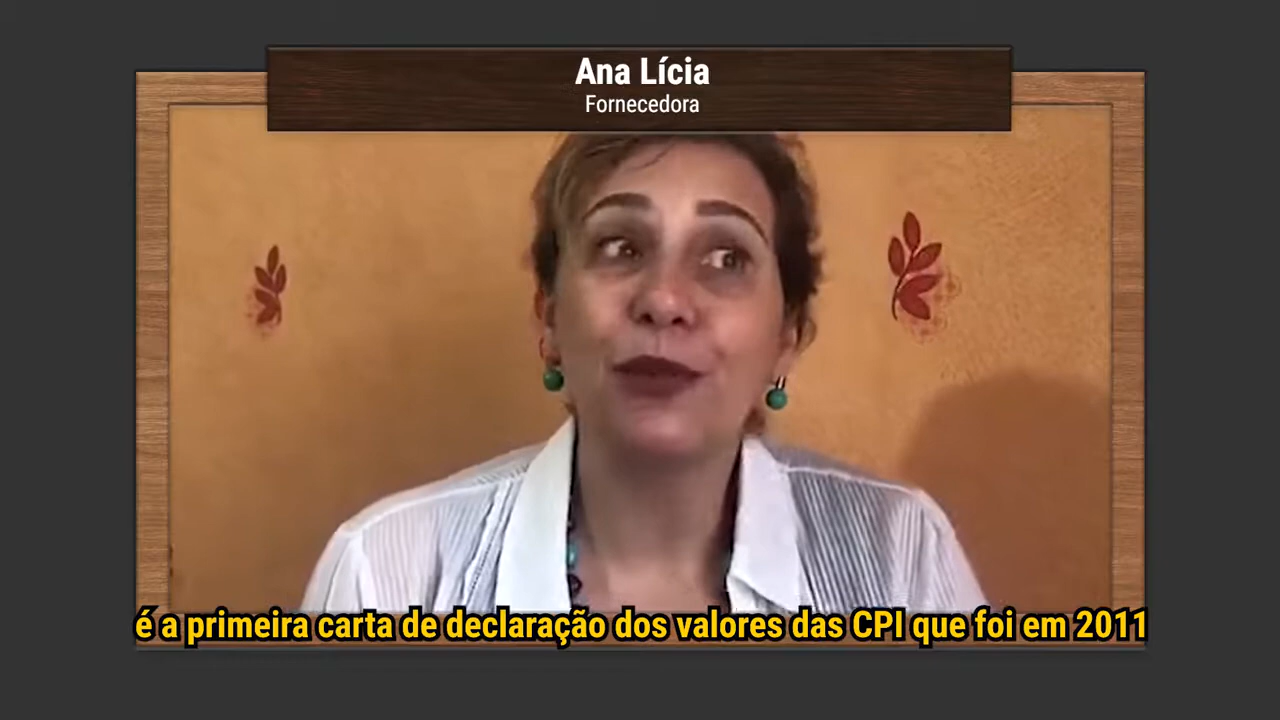 Ana Lícia
Fornecedora
é a primeira carta de declaração dos valores das CPI que foi em 2011